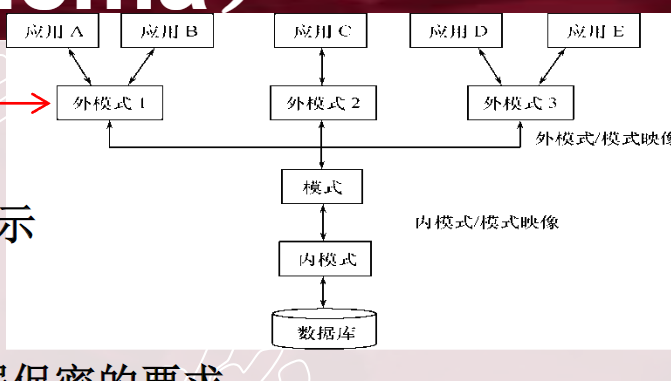 应用 A 应用 B 应用 C 应用 D 应用 E
外模式 1 外模式 2 外模式 3
外模式/模式映像
模式
示
内模式/模式映像
内模式
数据库
保密的要求